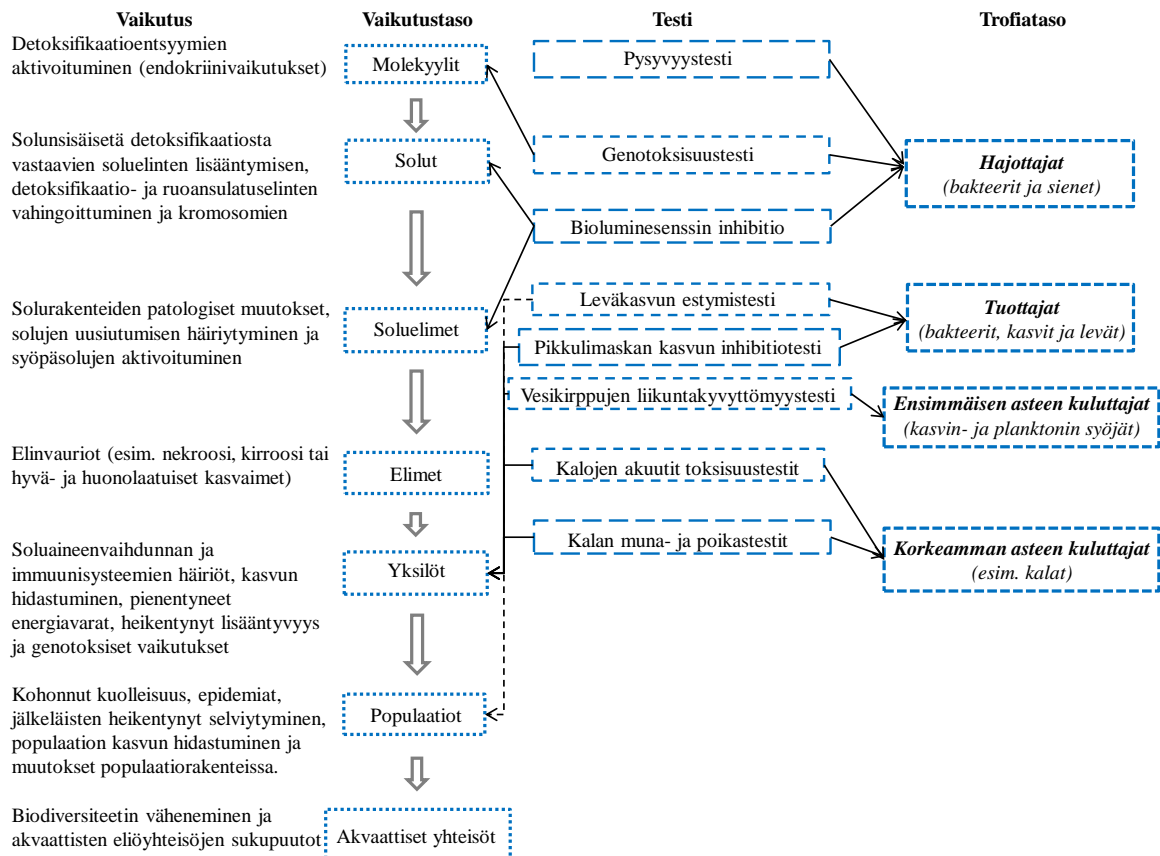 Vaikutus
Vaikutustaso
Testi
Trofiataso
Detoksifikaatioentsyymien
aktivoituminen (endokriinivaikutukset)
Molekyylit
Pysyvyystesti
Solunsisäisetä detoksifikaatiosta
vastaavien soluelinten lisääntymisen,
detoksifikaatio- ja ruoansulatuselinten
vahingoittuminen ja kromosomien
Solut
Genotoksisuustesti
Hajottajat
(bakteerit ja sienet)
Bioluminesenssin inhibitio
Solurakenteiden patologiset muutokset,
solujen uusiutumisen häiriytyminen ja
syöpäsolujen aktivoituminen
Soluelimet
Leväkasvun estymistesti
Pikkulimaskan kasvun inhibitiotesti
Tuottajat
(bakteerit, kasvit ja levät)
Vesikirppujen liikuntakyvyttömyystesti
Ensimmäisen asteen kuluttajat
(kasvin- ja planktonin syöjät)
Elinvauriot (esim. nekroosi, kirroosi tai
hyvä- ja huonolaatuiset kasvaimet)
Elimet
Kalojen akuutit toksisuustestit
Soluaineenvaihdunnan ja
immuunisysteemien häiriöt, kasvun
hidastuminen, pienentyneet
energiavarat, heikentynyt lisääntyvyys
ja genotoksiset vaikutukset
Yksilöt
Kalan muna- ja poikastestit
Korkeamman asteen kuluttajat
(esim. kalat)
Kohonnut kuolleisuus, epidemiat,
jälkeläisten heikentynyt selviytyminen,
populaation kasvun hidastuminen ja
muutokset populaatiorakenteissa.
Populaatiot
Biodiversiteetin väheneminen ja
akvaattisten eliöyhteisöjen sukupuutot
Akvaattiset yhteisöt